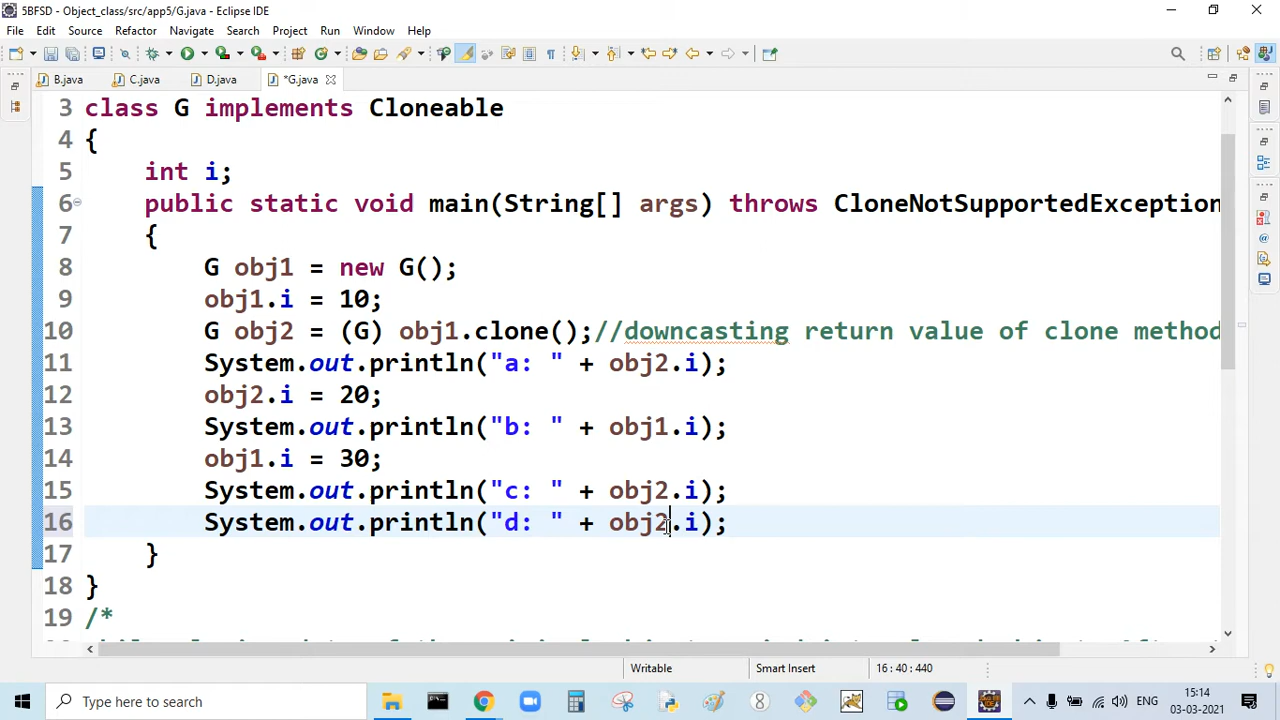 5BFSD - Object_class/src/app5/G.java - Eclipse IDE
File Edit Source Refactor Navigate Search Project Run Window Help
B.java C.java D.java *G.java
3 class G implements Cloneable
4 {
5 int i;
6 public static void main(String[] args) throws CloneNotSupportedException
7 {
8 G obj1 = new G();
9 obj1.i = 10;
10 G obj2 = (G) obj1.clone();//downcasting return value of clone method
11 System.out.println("a: " + obj2.i);
12 obj2.i = 20;
13 System.out.println("b: " + obj1.i);
14 obj1.i = 30;
15 System.out.println("c: " + obj2.i);
16 System.out.println("d: " + obj2.i);
17 }
18 }
19 /*
Writable Smart Insert 16 : 40 : 440
Type here to search
ENG
5:14
03-03-2021